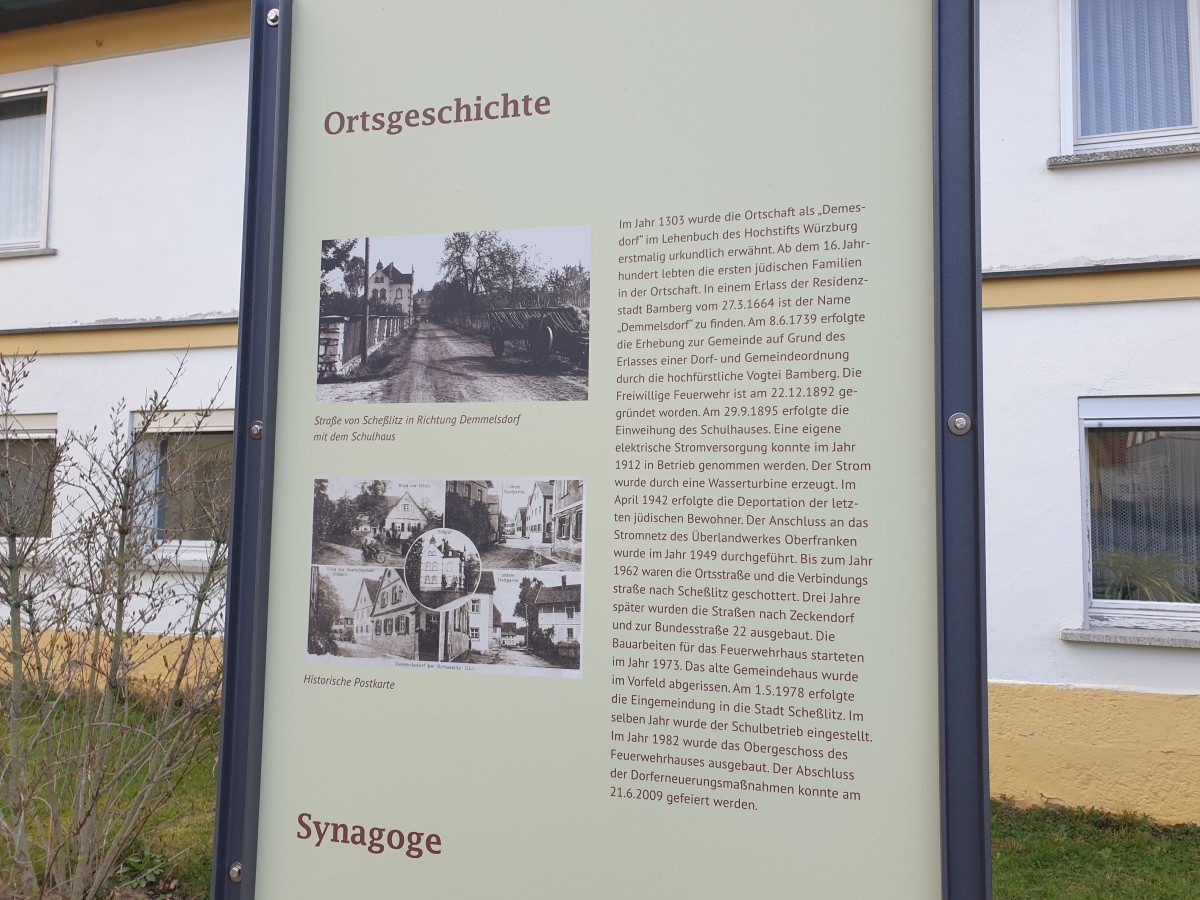 Ortsgeschichte
Straße von Scheßlitz in Richtung Demmelsdorf
mit dem Schulhaus
Historische Postkarte
Im Jahr 1303 wurde die Ortschaft als „Demes-
dorf“ im Lehenbuch des Hochstifts Würzburg
erstmalig urkundlich erwähnt. Ab dem 16. Jahr-
hundert lebten die ersten jüdischen Familien
in der Ortschaft. In einem Erlass der Residenz-
stadt Bamberg vom 27.3.1664 ist der Name
„Demmelsdorf“ zu finden. Am 8.6.1739 erfolgte
die Erhebung zur Gemeinde auf Grund des
Erlasses einer Dorf- und Gemeindeordnung
durch die hochfürstliche Vogtei Bamberg. Die
Freiwillige Feuerwehr ist am 22.12.1892 ge-
gründet worden. Am 29.9.1895 erfolgte die
Einweihung des Schulhauses. Eine eigene
elektrische Stromversorgung konnte im Jahr
1912 in Betrieb genommen werden. Der Strom
wurde durch eine Wasserturbine erzeugt. Im
April 1942 erfolgte die Deportation der letz-
ten jüdischen Bewohner. Der Anschluss an das
Stromnetz des Überlandwerkes Oberfranken
wurde im Jahr 1949 durchgeführt. Bis zum Jahr
1962 waren die Ortsstraße und die Verbindungs
straße nach Scheßlitz geschottert. Drei Jahre
später wurden die Straßen nach Zeckendorf
und zur Bundesstraße 22 ausgebaut. Die
Bauarbeiten für das Feuerwehrhaus starteten
im Jahr 1973. Das alte Gemeindehaus wurde
im Vorfeld abgerissen. Am 1.5.1978 erfolgte
die Eingemeindung in die Stadt Scheßlitz. Im
selben Jahr wurde der Schulbetrieb eingestellt.
Im Jahr 1982 wurde das Obergeschoss des
Feuerwehrhauses ausgebaut. Der Abschluss
der Dorferneuerungsmaßnahmen konnte am
21.6.2009 gefeiert werden.
Synagoge